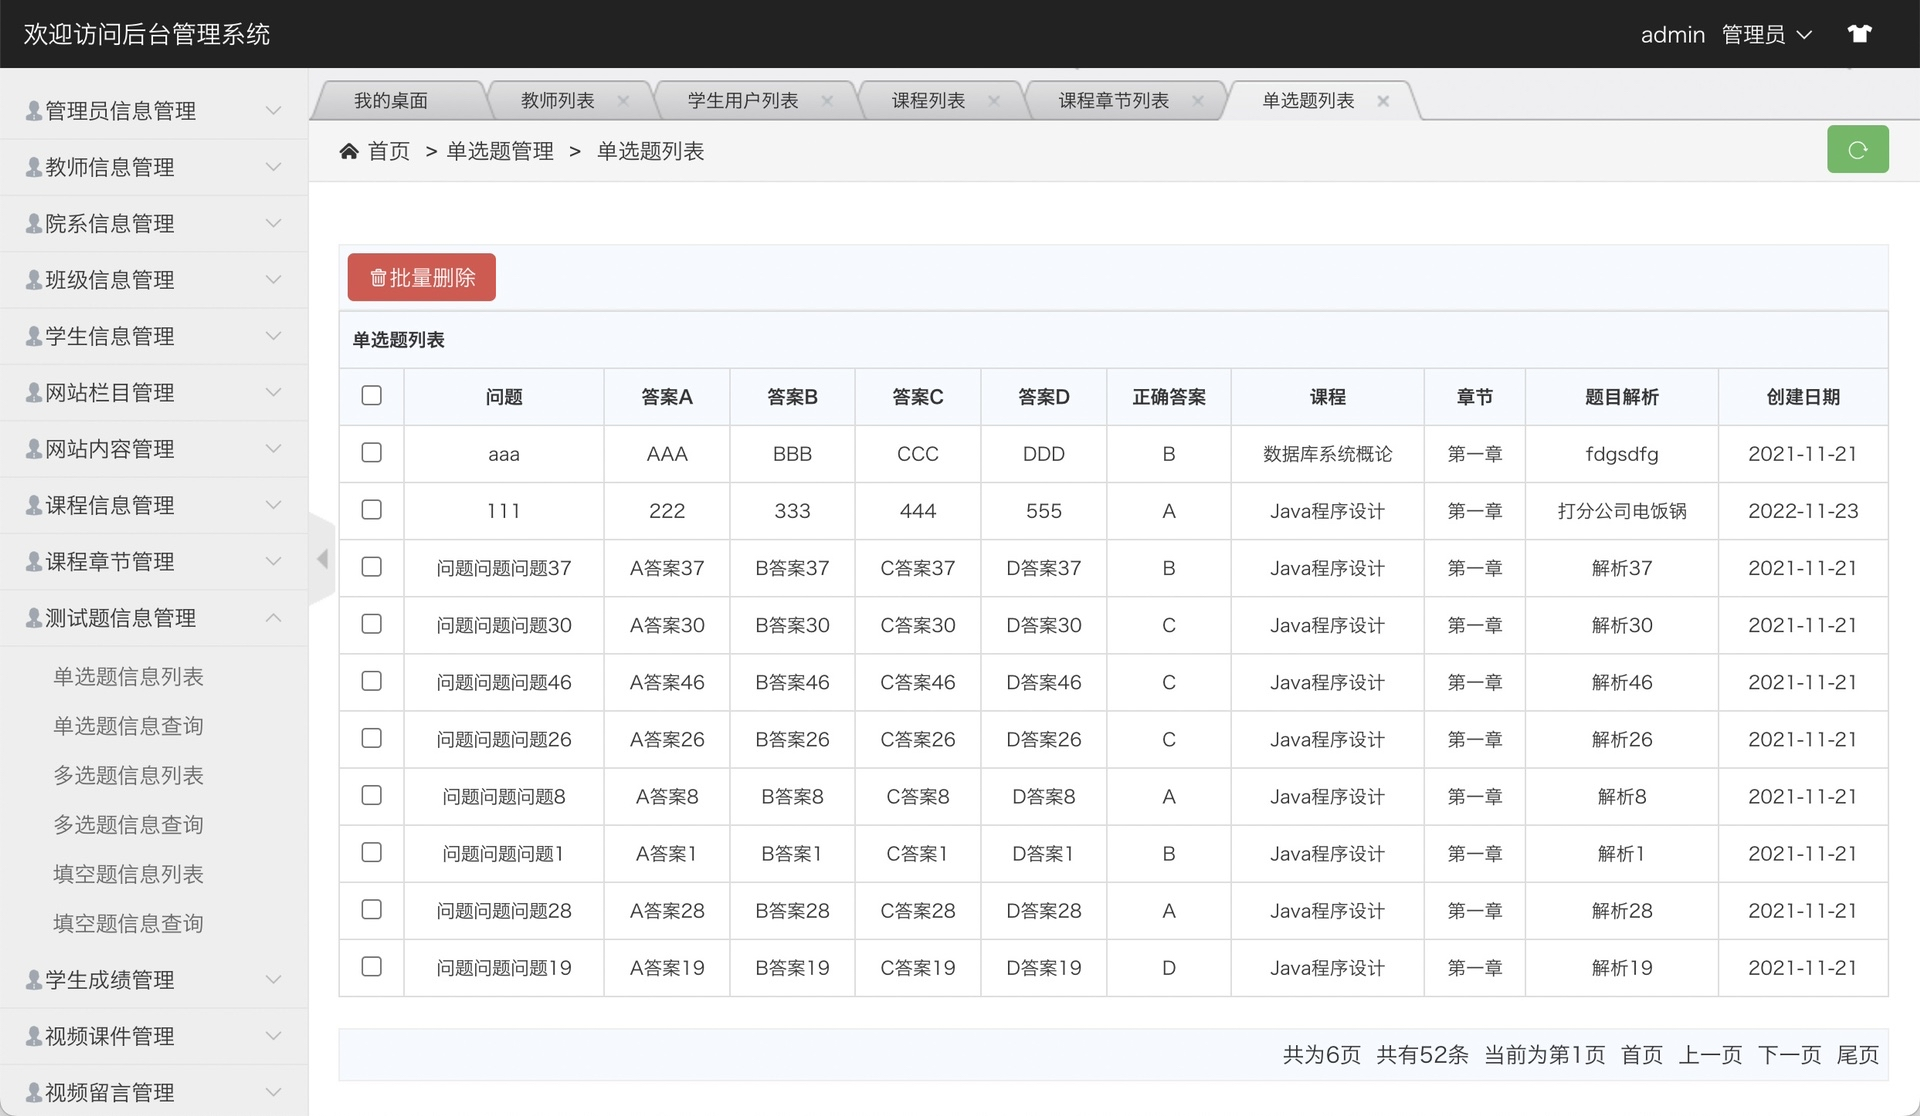 欢迎访问后台管理系统
admin 管理员
管理员信息管理
教师信息管理
院系信息管理
班级信息管理
学生信息管理
网站栏目管理
网站内容管理
课程信息管理
课程章节管理
测试题信息管理
单选题信息列表
单选题信息查询
多选题信息列表
多选题信息查询
填空题信息列表
填空题信息查询
学生成绩管理
视频课件管理
视频留言管理
我的桌面 教师列表 学生用户列表 课程列表 课程章节列表 单选题列表
首页 > 单选题管理 > 单选题列表
批量删除
单选题列表
问题 答案A 答案B 答案C 答案D 正确答案 课程 章节 题目解析 创建日期
aaa AAA BBB CCC DDD B 数据库系统概论 第一章 fdgsdfg 2021-11-21
111 222 333 444 555 A Java程序设计 第一章 打分公司电饭锅 2022-11-23
问题问题问题37 A答案37 B答案37 C答案37 D答案37 B Java程序设计 第一章 解析37 2021-11-21
问题问题问题30 A答案30 B答案30 C答案30 D答案30 C Java程序设计 第一章 解析30 2021-11-21
问题问题问题46 A答案46 B答案46 C答案46 D答案46 C Java程序设计 第一章 解析46 2021-11-21
问题问题问题26 A答案26 B答案26 C答案26 D答案26 C Java程序设计 第一章 解析26 2021-11-21
问题问题问题8 A答案8 B答案8 C答案8 D答案8 A Java程序设计 第一章 解析8 2021-11-21
问题问题问题1 A答案1 B答案1 C答案1 D答案1 B Java程序设计 第一章 解析1 2021-11-21
问题问题问题28 A答案28 B答案28 C答案28 D答案28 A Java程序设计 第一章 解析28 2021-11-21
问题问题问题19 A答案19 B答案19 C答案19 D答案19 D Java程序设计 第一章 解析19 2021-11-21
共为6页 共有52条 当前为第1页 首页 上一页 下一页 尾页